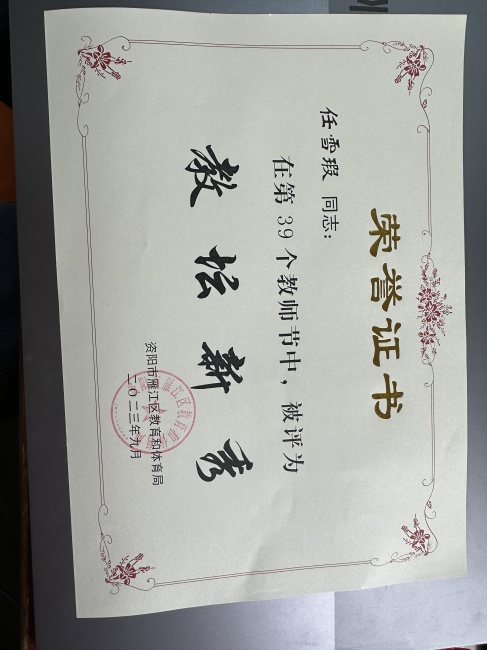 荣誉证书
任雪瑕 同志：
在第39个教师节中，被评为
教坛新秀
资阳市雁江区教育和体育局
二〇二三年九月